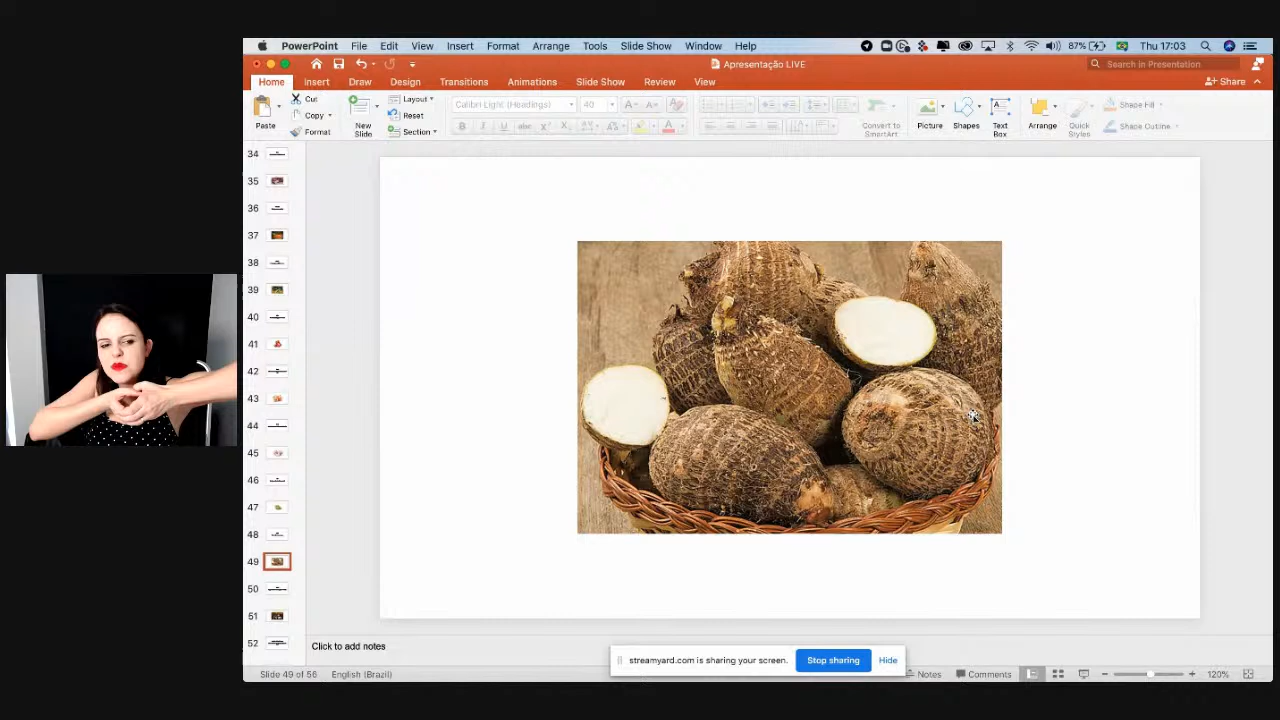 PowerPoint File Edit View Insert Format Arrange Tools Slide Show Window Help 87% Thu 17:03
Apresentação LIVE Search in Presentation
Home Insert Draw Design Transitions Animations Slide Show Review View Share
Paste Cut Copy Format New Slide Layout Reset Section Calibri Light (Headings) 40 Convert to SmartArt Picture Shapes Text Box Arrange Quick Styles Shape Fill Shape Outline
34
35
36
37
38
39
40
41
42
43
44
45
46
47
48
49
50
51
52
Click to add notes
streamyard.com is sharing your screen. Stop sharing Hide
Slide 49 of 56 English (Brazil) Notes Comments 120%